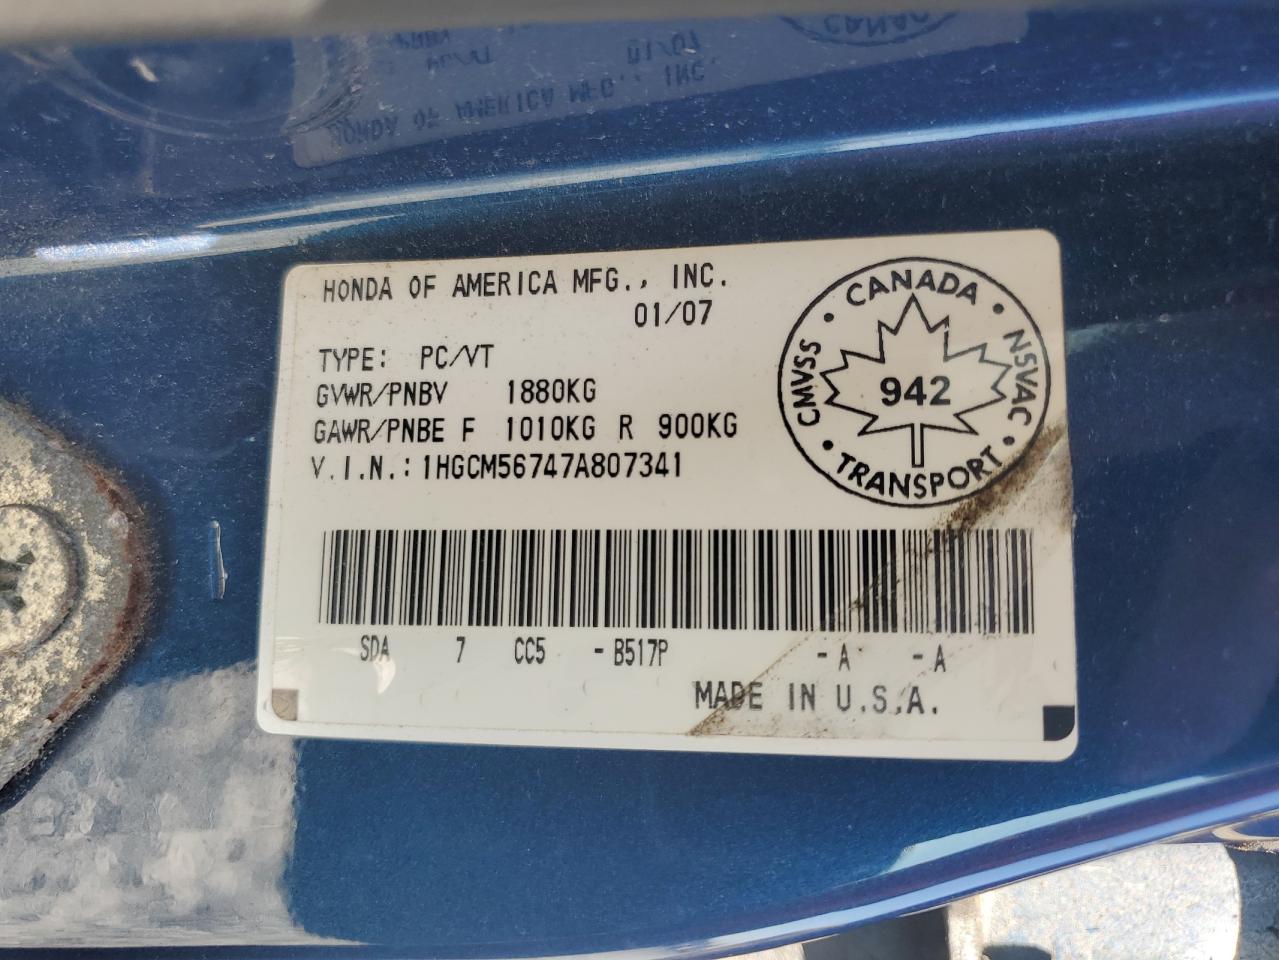 HONDA OF AMERICA MFG., INC.
01/07
TYPE: PC/VT
GVWR/PNBV 1880KG
GAWR/PNBE F 1010KG R 900KG
V.I.N.: 1HGCM56747A807341
CANADA • NSVAC • TRANSPORT • CMVSS •
942
SDA 7 CC5 - B517P - A - A
MADE IN U.S.A.